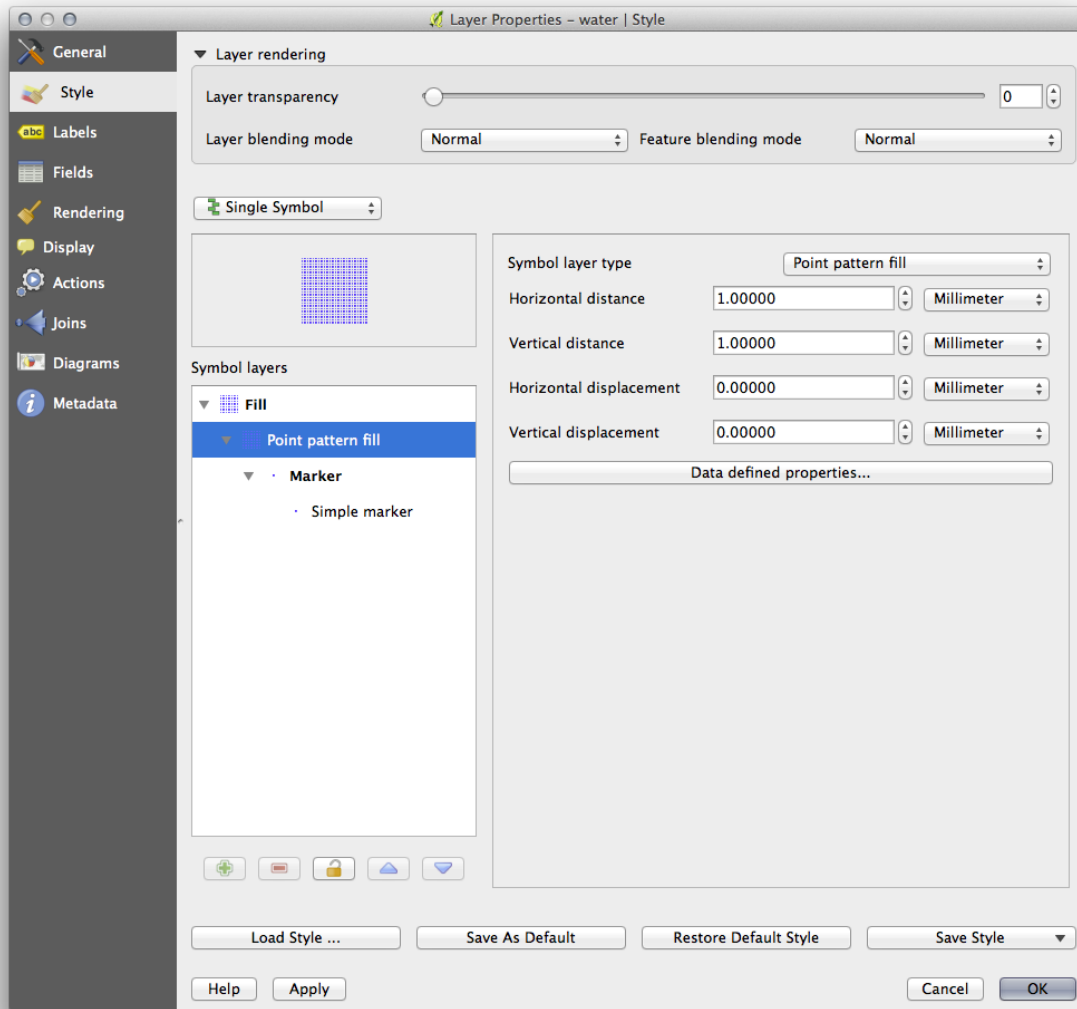 Layer Properties – water | Style
General
Style
abc Labels
Fields
Rendering
Display
Actions
Joins
Diagrams
Metadata
Layer rendering
Layer transparency 0
Layer blending mode Normal Feature blending mode Normal
Single Symbol
Symbol layers
Fill
Point pattern fill
Marker
Simple marker
Symbol layer type Point pattern fill
Horizontal distance 1.00000 Millimeter
Vertical distance 1.00000 Millimeter
Horizontal displacement 0.00000 Millimeter
Vertical displacement 0.00000 Millimeter
Data defined properties...
Load Style ... Save As Default Restore Default Style Save Style
Help Apply Cancel OK